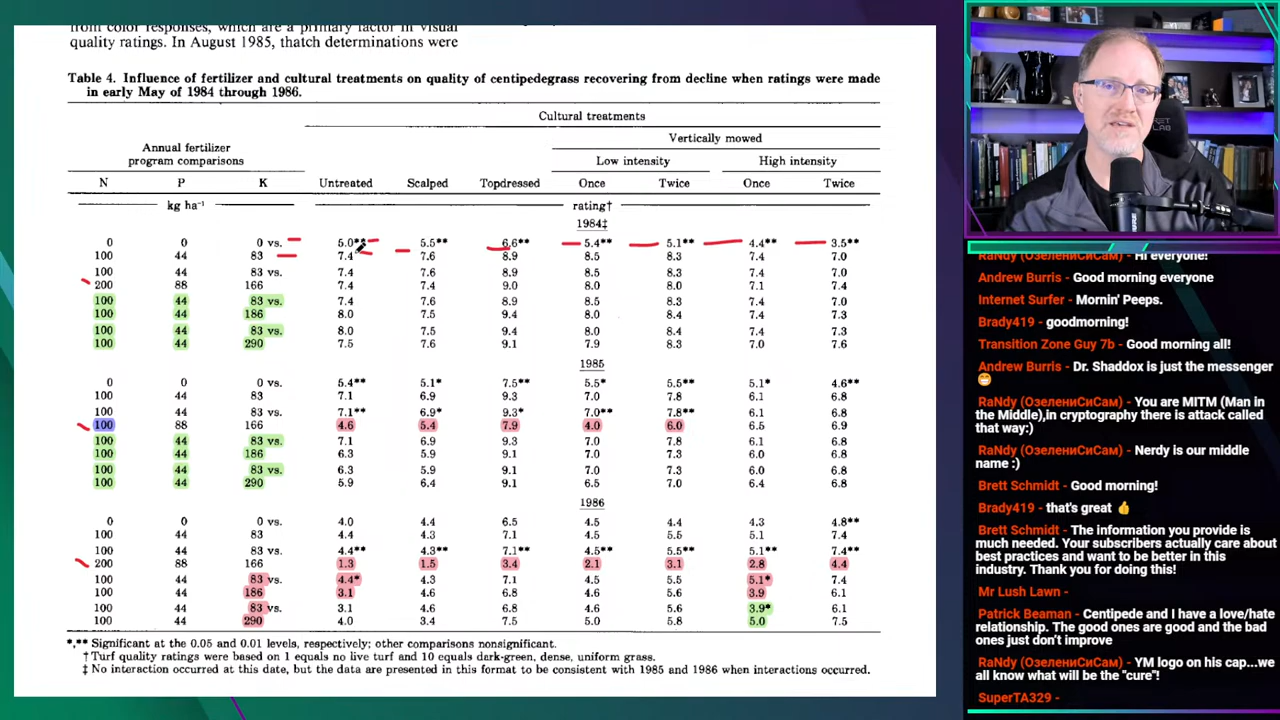 from color responses, which are a primary factor in visual
quality ratings. In August 1985, thatch determinations were
Table 4. Influence of fertilizer and cultural treatments on quality of centipedegrass recovering from decline when ratings were made
in early May of 1984 through 1986.
Cultural treatments
Vertically mowed
Annual fertilizer
program comparisons
Low intensity High intensity
N P K Untreated Scalped Topdressed Once Twice Once Twice
kg ha⁻¹ rating†
1984‡
0 0 0 vs. 5.0** 5.5** 6.6** 5.4** 5.1** 4.4** 3.5**
100 44 83 7.4 7.6 8.9 8.5 8.3 7.4 7.0
100 44 83 vs. 7.4 7.6 8.9 8.5 8.3 7.4 7.0
200 88 166 7.4 7.4 9.0 8.0 8.0 7.1 7.2
100 44 83 vs. 7.4 7.6 8.9 8.5 8.3 7.4 7.0
100 44 186 8.0 7.5 9.4 8.0 8.4 7.4 7.3
100 44 83 vs. 8.0 7.5 9.4 8.0 8.4 7.4 7.3
100 44 290 7.5 7.6 9.1 7.9 8.3 7.0 7.6
1985
0 0 0 vs. 5.4** 5.1* 7.5** 5.5* 5.5** 5.1* 4.6**
100 44 83 7.1 6.9 9.3 7.0 7.8 6.1 6.8
100 44 83 vs. 7.1** 6.9* 9.3* 7.0** 7.8** 6.1 6.8
100 88 166 4.6 5.4 7.9 4.0 6.0 6.5 6.9
100 44 83 vs. 7.1 6.9 9.3 7.0 7.8 6.1 6.8
100 44 186 6.3 5.9 9.1 7.0 7.3 6.0 6.8
100 44 83 vs. 6.3 5.9 9.1 7.0 7.3 6.0 6.8
100 44 290 5.9 6.4 9.1 6.5 7.0 6.4 6.8
1986
0 0 0 vs. 4.0 4.4 6.5 4.5 4.4 4.3 4.8**
100 44 83 4.4 4.3 7.1 4.5 5.5 5.1 7.4
100 44 83 vs. 4.4** 4.3** 7.1** 4.5** 5.5** 5.1** 7.4**
200 88 166 1.3 1.5 3.4 2.1 3.1 2.8 4.4
100 44 83 vs. 4.4* 4.3 7.1 4.5 5.5 5.1* 7.4
100 44 186 3.1 4.6 6.8 4.6 5.6 3.9 6.1
100 44 83 vs. 3.1 4.6 6.8 4.6 5.6 3.9* 6.1
100 44 290 4.0 3.4 7.5 5.0 5.8 5.0 7.5
*,** Significant at the 0.05 and 0.01 levels, respectively; other comparisons nonsignificant.
†Turf quality ratings were based on 1 equals no live turf and 10 equals dark-green, dense, uniform grass.
‡ No interaction occurred at this date, but the data are presented in this format to be consistent with 1985 and 1986 when interactions occurred.
RaNdy (ОзелениСиСам) - Hi everyone!
Andrew Burris - Good morning everyone
Internet Surfer - Mornin' Peeps.
Brady419 - goodmorning!
Transition Zone Guy 7b - Good morning all!
Andrew Burris - Dr. Shaddox is just the messenger
😁
RaNdy (ОзелениСиСам) - You are MITM (Man in
the Middle),in cryptography there is attack called
that way:)
RaNdy (ОзелениСиСам) - Nerdy is our middle
name :)
Brett Schmidt - Good morning!
Brady419 - that's great 👍
Brett Schmidt - The information you provide is
much needed. Your subscribers actually care about
best practices and want to be better in this
industry. Thank you for doing this!
Mr Lush Lawn -
Patrick Beaman - Centipede and I have a love/hate
relationship. The good ones are good and the bad
ones just don't improve
RaNdy (ОзелениСиСам) - YM logo on his cap...we
all know what will be the "cure"!
SuperTA329 -